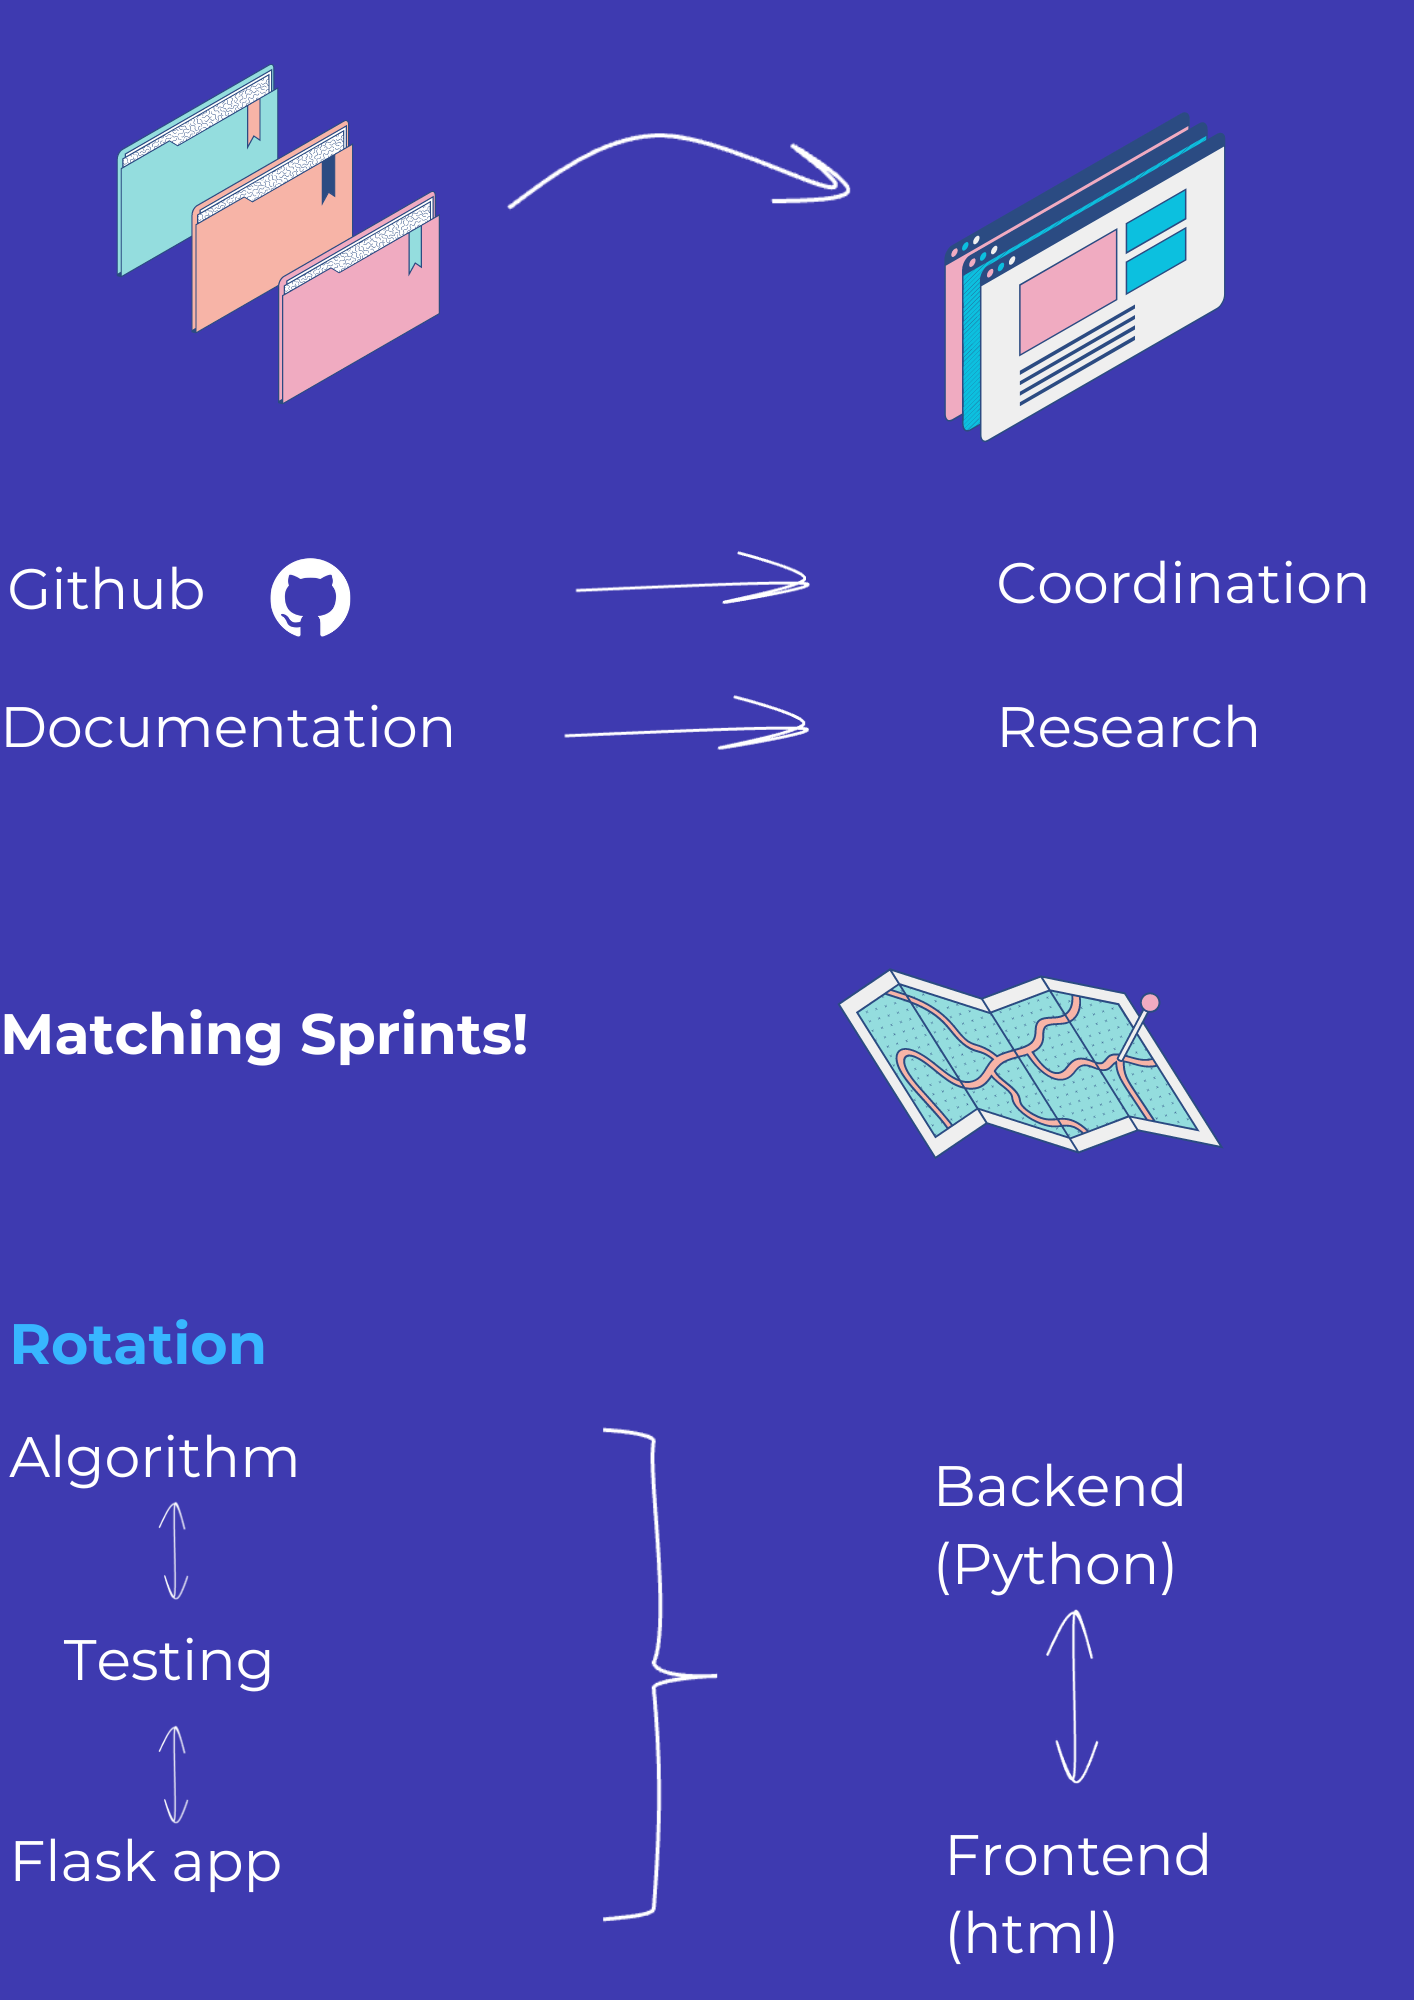 Github
Coordination
Documentation
Research
Matching Sprints!
Rotation
Algorithm
Testing
Flask app
Backend
(Python)
Frontend
(html)